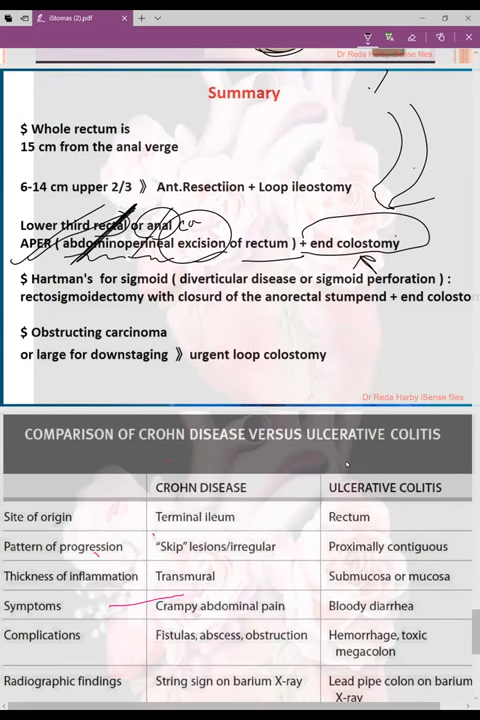 iStomas (2).pdf
Dr Reda Harby iSense files
Summary
$ Whole rectum is
15 cm from the anal verge
6-14 cm upper 2/3 》 Ant.Resectiion + Loop ileostomy
Lower third rectal or anal Ca
APER ( abdominoperineal excision of rectum ) + end colostomy
$ Hartman's for sigmoid ( diverticular disease or sigmoid perforation ) :
rectosigmoidectomy with closurd of the anorectal stumpend + end colostom
$ Obstructing carcinoma
or large for downstaging 》 urgent loop colostomy
Dr Reda Harby iSense files
COMPARISON OF CROHN DISEASE VERSUS ULCERATIVE COLITIS
CROHN DISEASE ULCERATIVE COLITIS
Site of origin Terminal ileum Rectum
Pattern of progression "Skip" lesions/irregular Proximally contiguous
Thickness of inflammation Transmural Submucosa or mucosa
Symptoms Crampy abdominal pain Bloody diarrhea
Complications Fistulas, abscess, obstruction Hemorrhage, toxic
megacolon
Radiographic findings String sign on barium X-ray Lead pipe colon on barium
X-ray